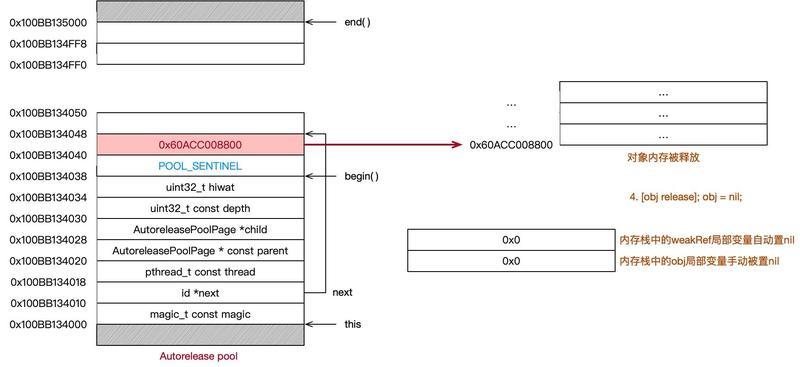 0x100BB135000
end()
0x100BB134FF8
0x100BB134FF0
0x100BB134050
0x100BB134048
0x60ACC008800
0x100BB134040
POOL_SENTINEL
0x100BB134038
begin()
uint32_t hiwat
0x100BB134034
uint32_t const depth
0x100BB134030
AutoreleasePoolPage *child
0x100BB134028
AutoreleasePoolPage * const parent
0x100BB134020
pthread_t const thread
0x100BB134018
id *next
next
0x100BB134010
magic_t const magic
0x100BB134000
this
Autorelease pool
...
...
...
...
0x60ACC008800
...
对象内存被释放
4. [obj release]; obj = nil;
0x0
内存栈中的weakRef局部变量自动置nil
0x0
内存栈中的obj局部变量手动被置nil